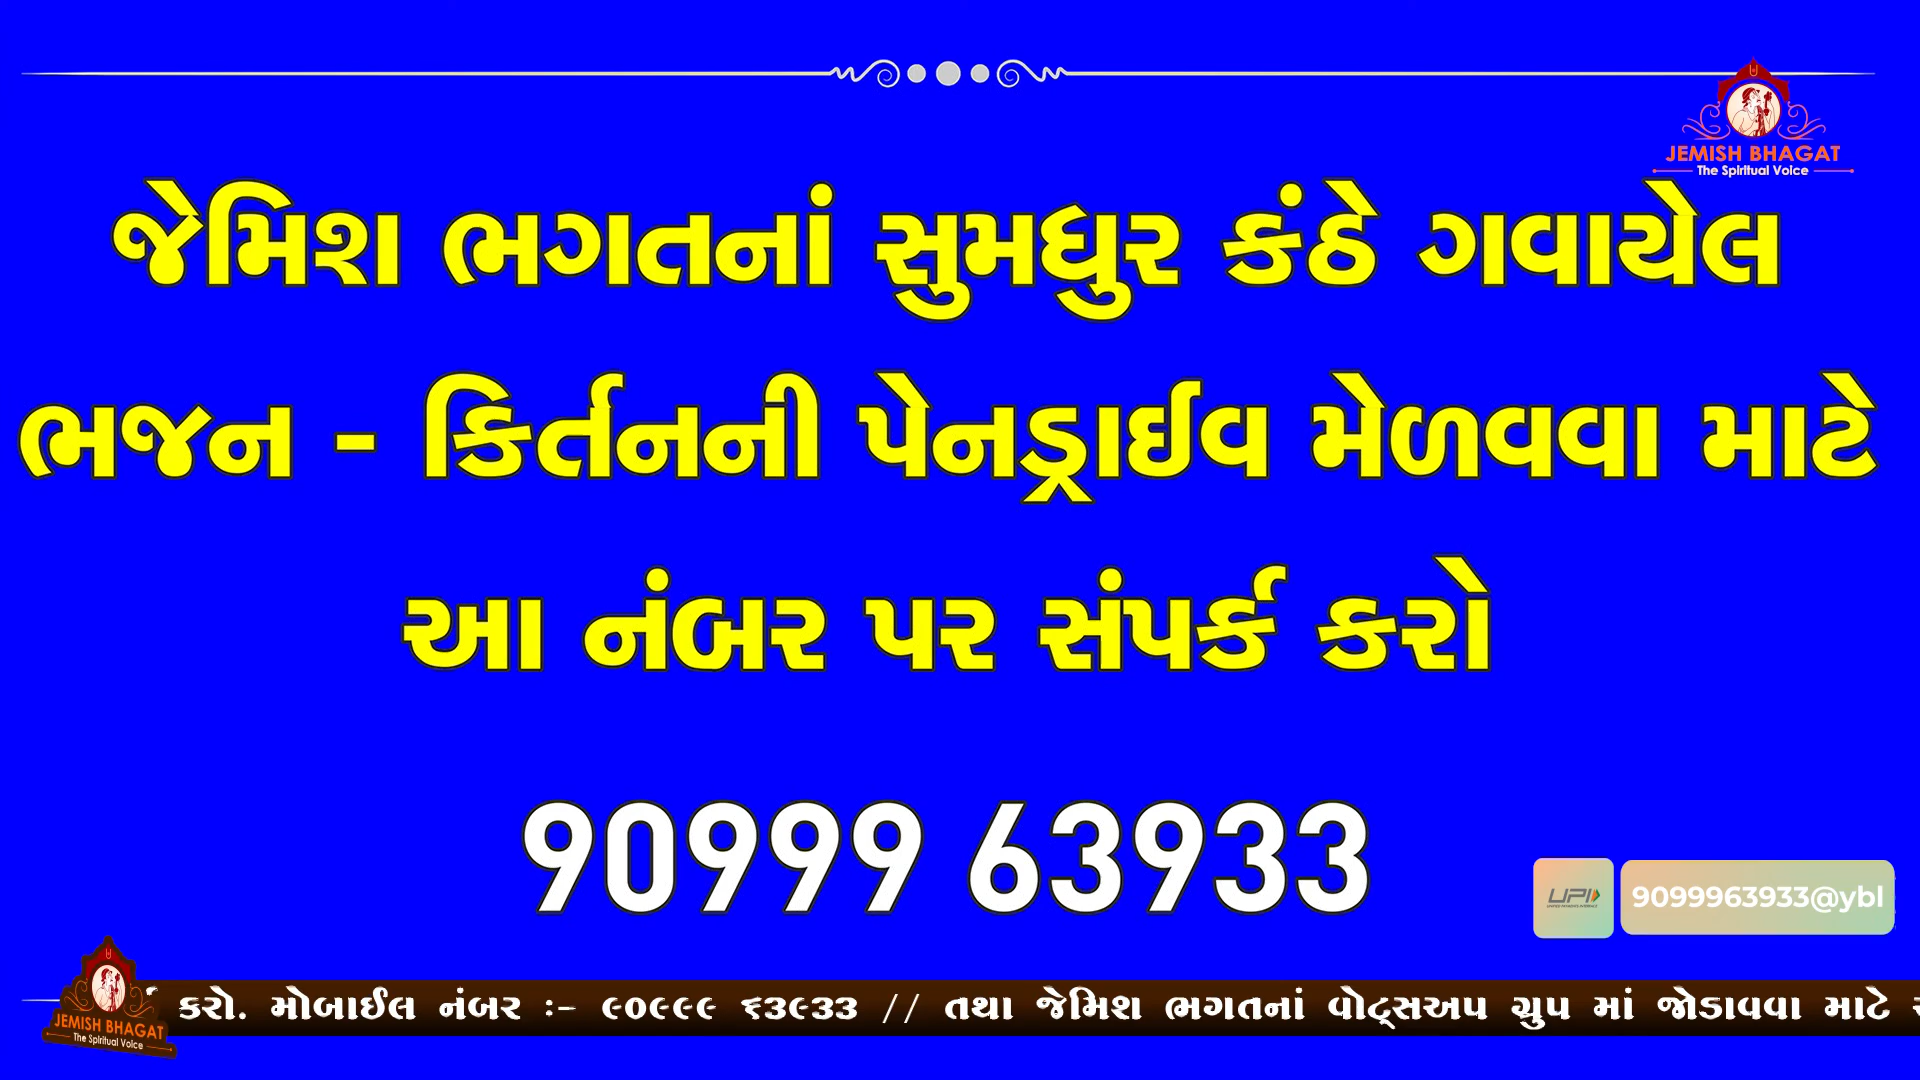 JEMISH BHAGAT
The Spiritual Voice
જેમિશ ભગતનાં સુમધુર કંઠે ગવાયેલ
ભજન - કિર્તનની પેનડ્રાઈવ મેળવવા માટે
આ નંબર પર સંપર્ક કરો
90999 63933
UPI
9099963933@ybl
કરો. મોબાઈલ નંબર :- ૯૦૯૯૯ ૬૩૯૩૩ // તથા જેમિશ ભગતનાં વોટ્સઅપ ગ્રુપ માં જોડાવવા માટે
JEMISH BHAGAT
The Spiritual Voice